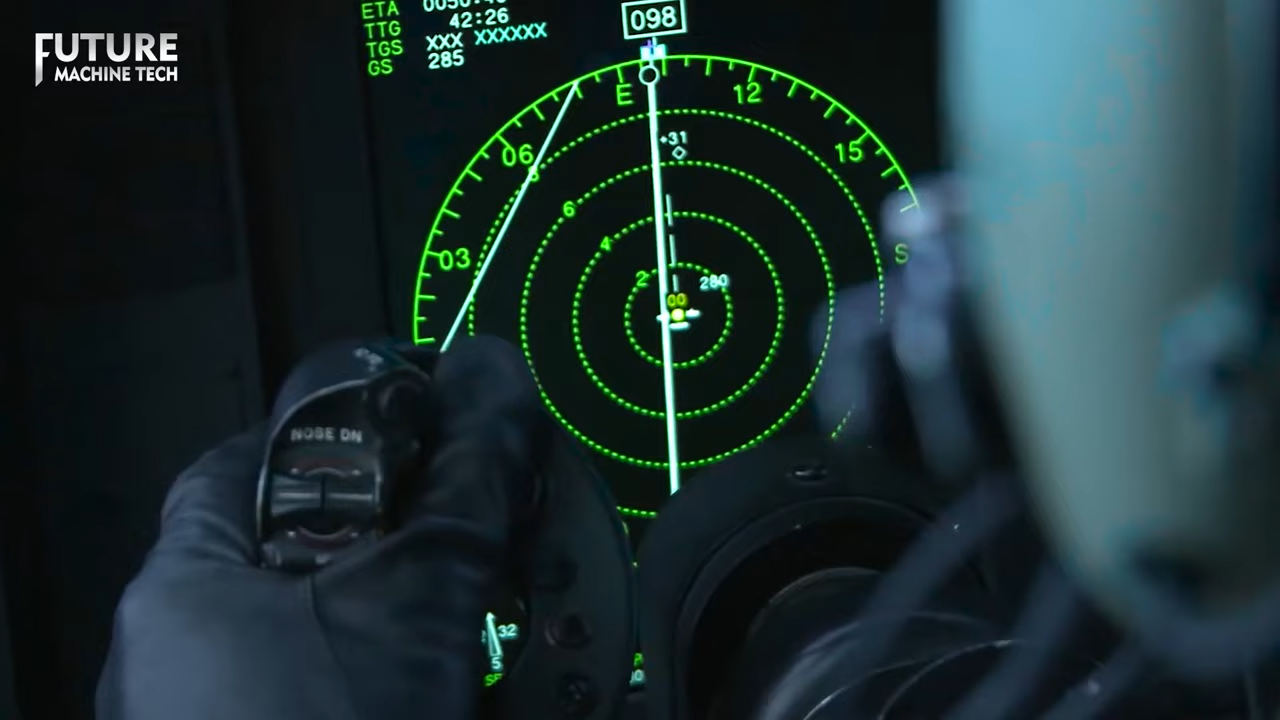 FUTURE
MACHINE TECH
ETA
TTG 42:26
TGS XXX XXXXXX
GS 285
098
E
12
15
S
06
03
+31
6
4
2
280
00
NOSE DN
32
5